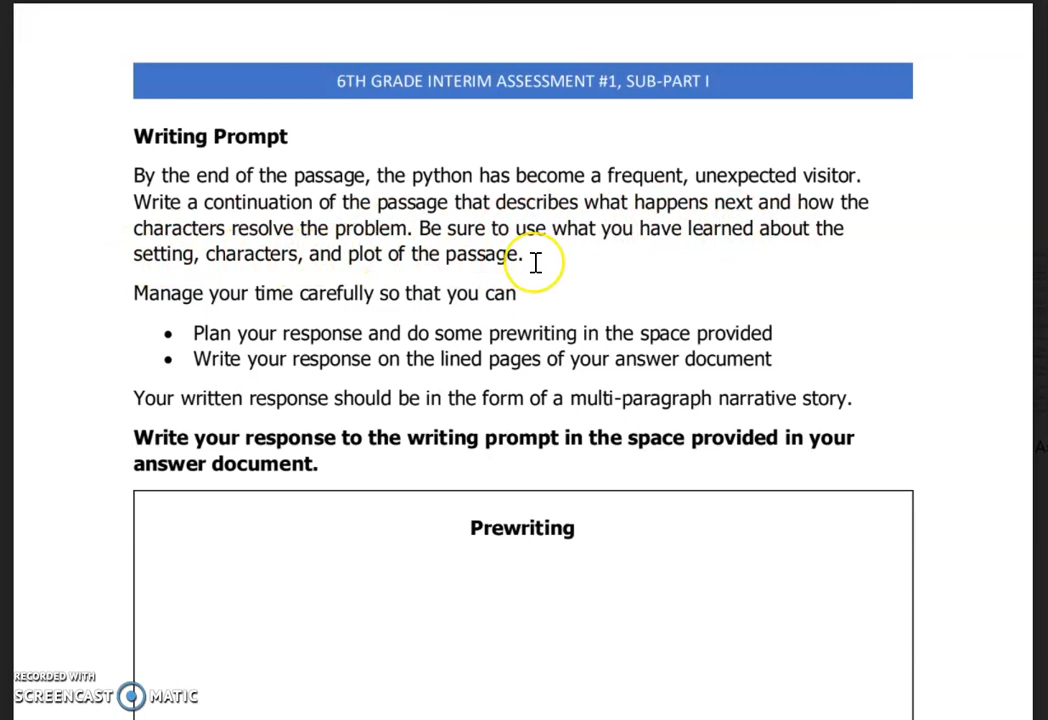 6TH GRADE INTERIM ASSESSMENT #1, SUB-PART I
Writing Prompt
By the end of the passage, the python has become a frequent, unexpected visitor.
Write a continuation of the passage that describes what happens next and how the
characters resolve the problem. Be sure to use what you have learned about the
setting, characters, and plot of the passage.
Manage your time carefully so that you can
• Plan your response and do some prewriting in the space provided
• Write your response on the lined pages of your answer document
Your written response should be in the form of a multi-paragraph narrative story.
Write your response to the writing prompt in the space provided in your
answer document.
Prewriting
RECORDED WITH
SCREENCAST MATIC